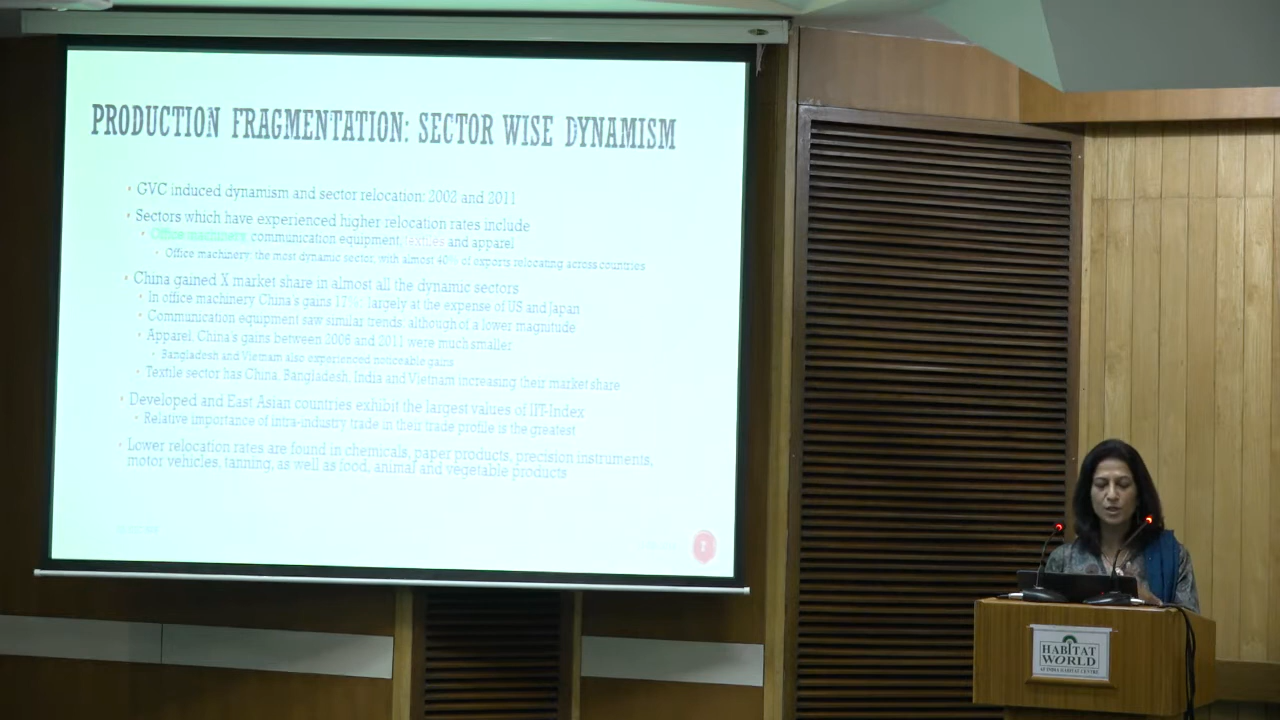 PRODUCTION FRAGMENTATION: SECTOR WISE DYNAMISM
GVC induced dynamism and sector relocation: 2002 and 2011
Sectors which have experienced higher relocation rates include
Office machinery, communication equipment, textiles and apparel
Office machinery: the most dynamic sector, with almost 40% of exports relocating across countries
China gained X market share in almost all the dynamic sectors
In office machinery China's gains 17%: largely at the expense of US and Japan
Communication equipment saw similar trends, although of a lower magnitude
Apparel: China's gains between 2006 and 2011 were much smaller
Bangladesh and Vietnam also experienced noticeable gains
Textile sector has China, Bangladesh, India and Vietnam increasing their market share
Developed and East Asian countries exhibit the largest values of IIT-Index
Relative importance of intra-industry trade in their trade profile is the greatest
Lower relocation rates are found in chemicals, paper products, precision instruments,
motor vehicles, tanning, as well as food, animal and vegetable products
HABITAT
WORLD
AT INDIA HABITAT CENTRE